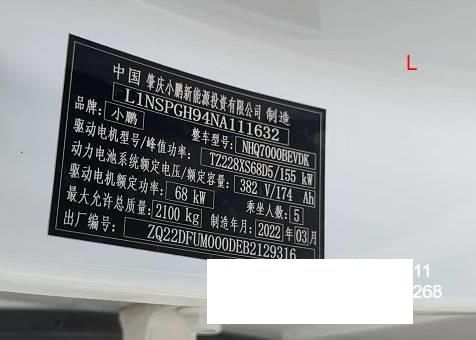 中国 肇庆小鹏新能源投资有限公司 制造
L1NSPGH94NA111632
品牌: 小鹏 整车型号: NHQ7000BEVDK
驱动电机型号/峰值功率: TZ228XS68D5/155 kW
动力电池系统额定电压/额定容量: 382 V/174 Ah
驱动电机额定功率: 68 kW 乘坐人数: 5
最大允许总质量: 2100 kg 制造年月: 2022 年 03 月
出厂编号: ZQ22DFUM000DEB2129316
L
11
268